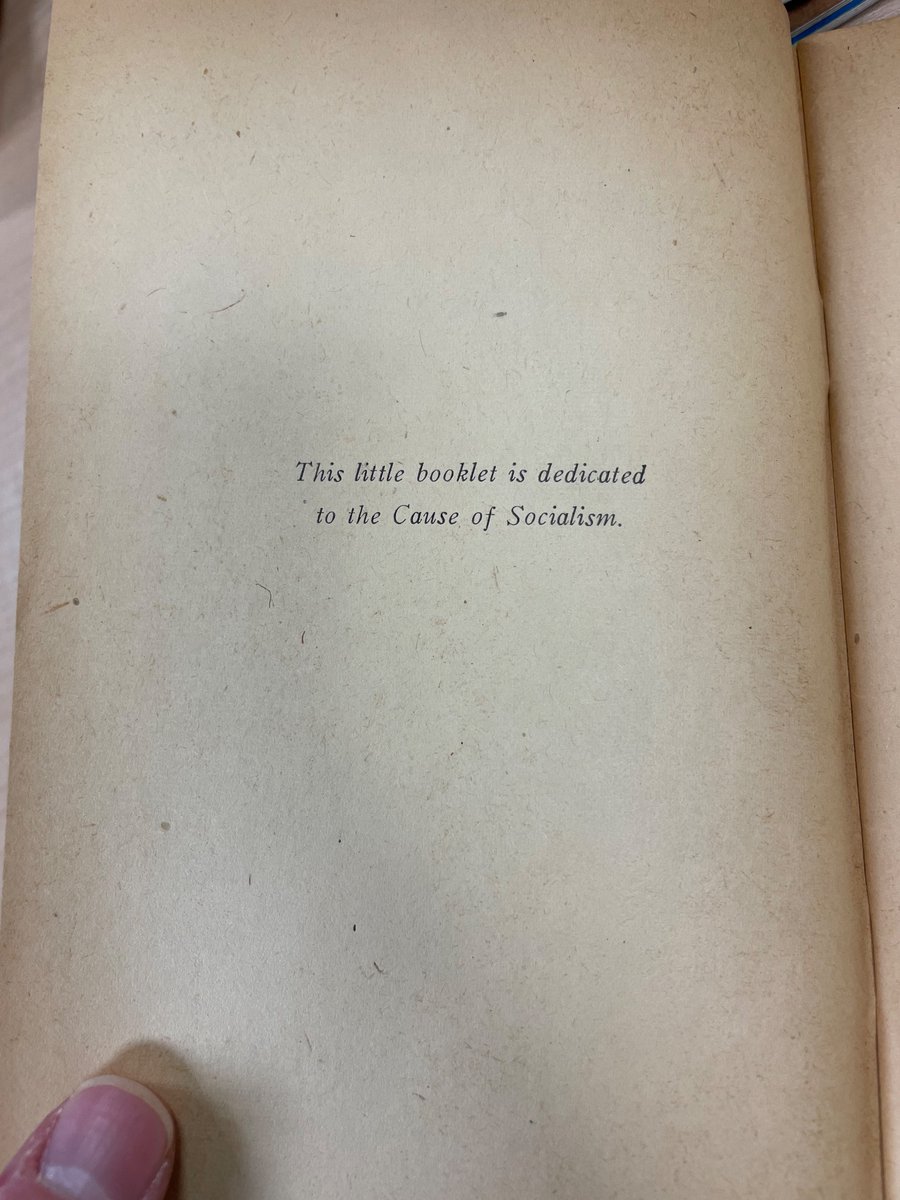 This little booklet is dedicated
to the Cause of Socialism.